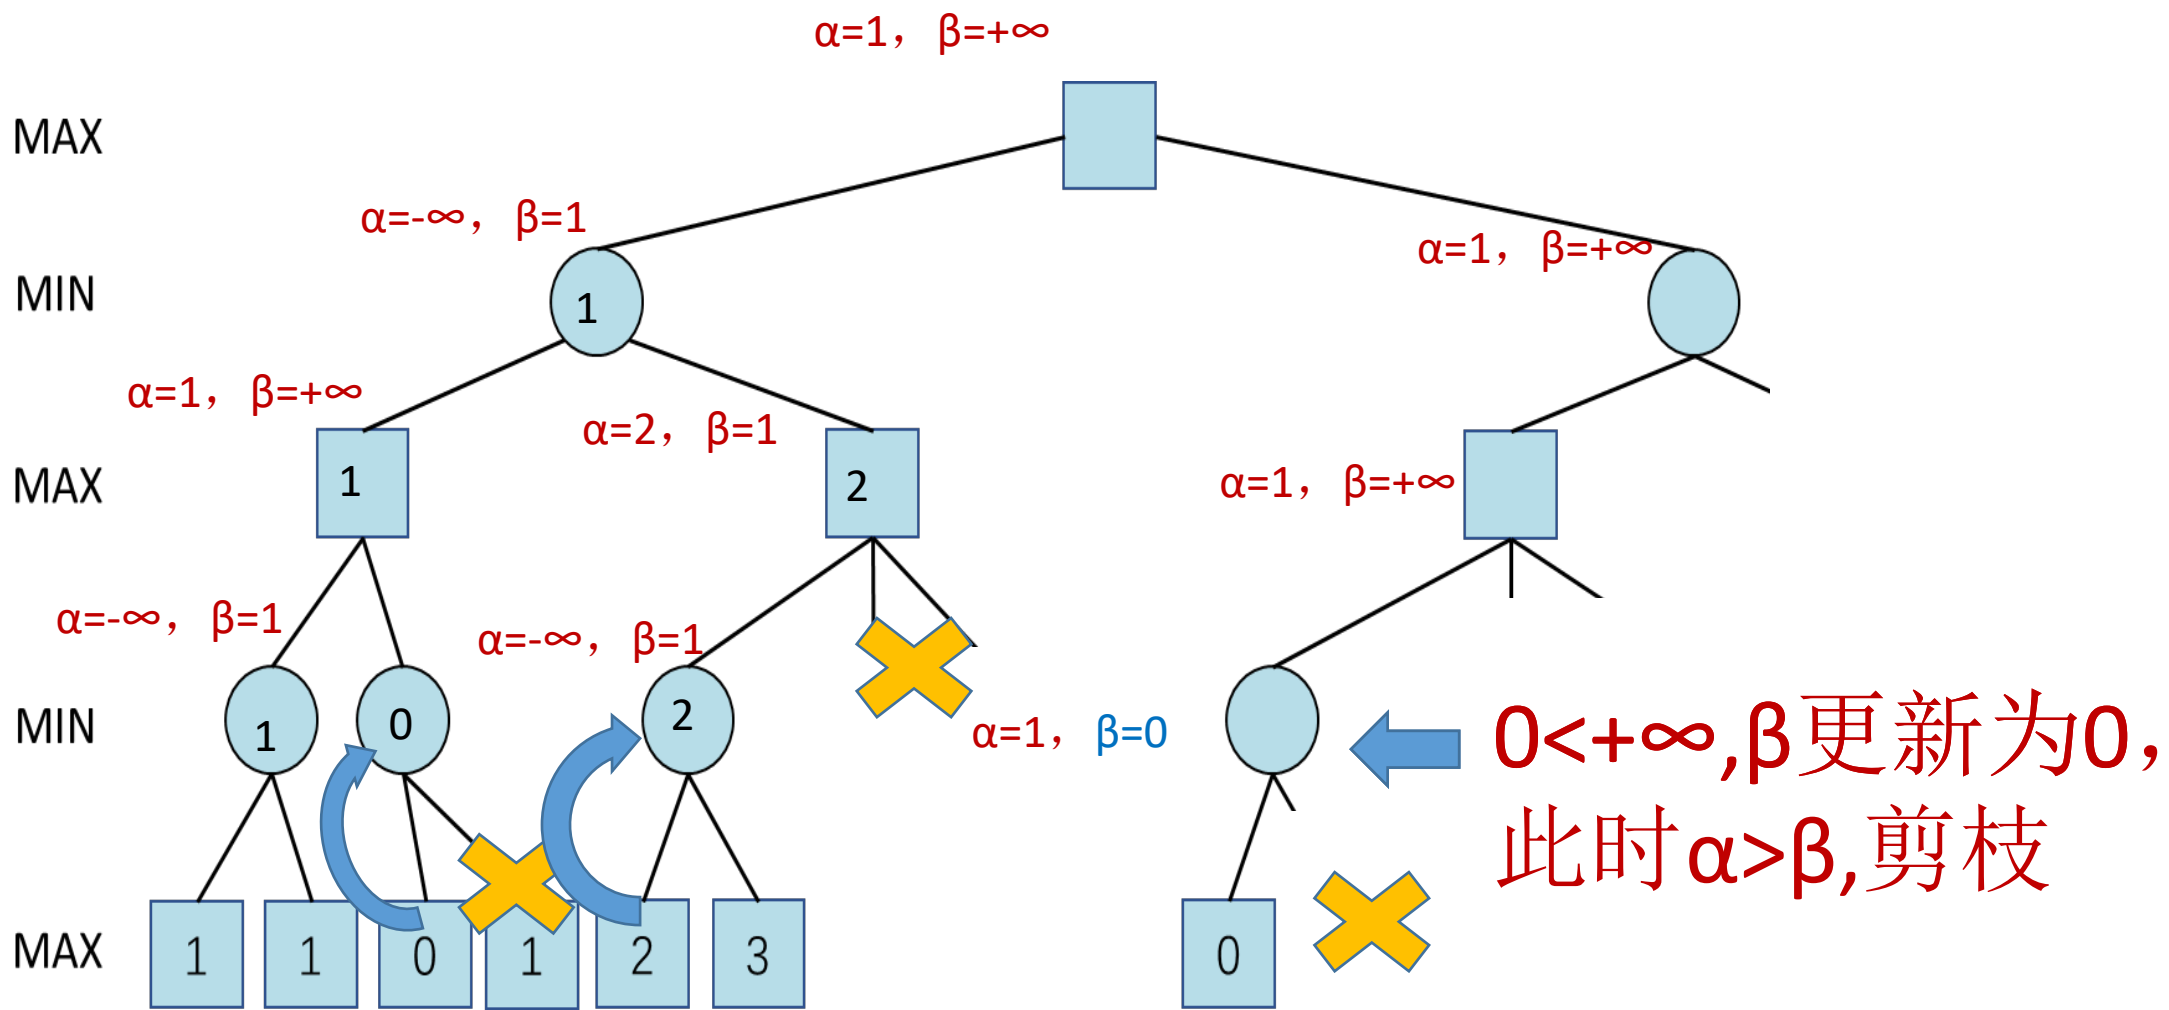 α=1，β=+∞
MAX
α=-∞，β=1
α=1，β=+∞
MIN
1
α=1，β=+∞
α=2，β=1
MAX
1
2
α=1，β=+∞
α=-∞，β=1
α=-∞，β=1
MIN
1
0
2
α=1，β=0
0<+∞,β更新为0，
此时α>β,剪枝
MAX
1
1
0
1
2
3
0